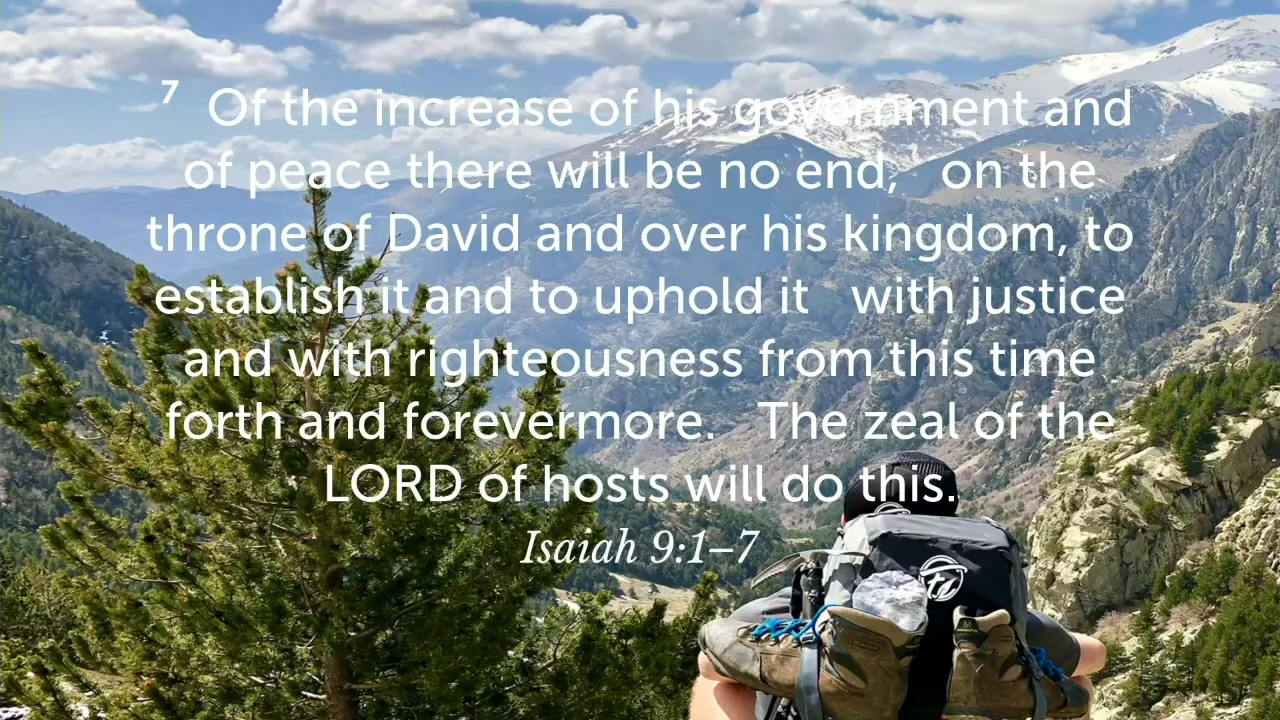 7 Of the increase of his government and
of peace there will be no end, on the
throne of David and over his kingdom, to
establish it and to uphold it with justice
and with righteousness from this time
forth and forevermore. The zeal of the
LORD of hosts will do this.
Isaiah 9:1–7